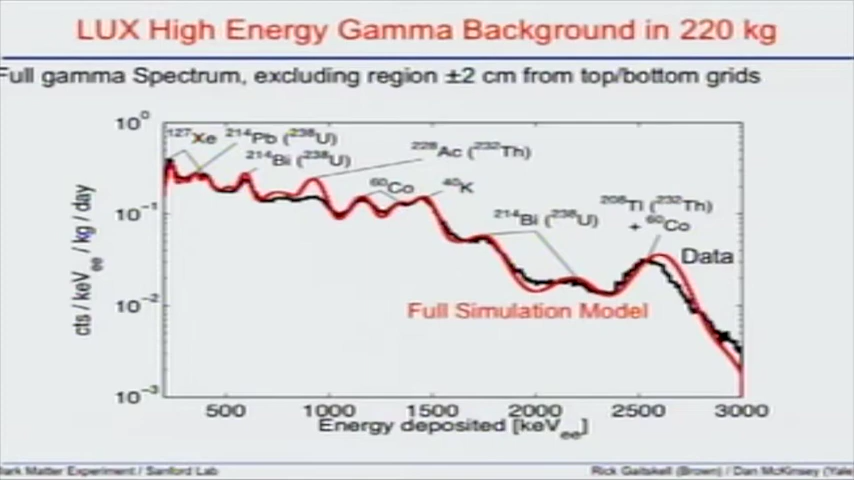 LUX High Energy Gamma Background in 220 kg
Full gamma Spectrum, excluding region ±2 cm from top/bottom grids
10⁰
¹²⁷Xe ²¹⁴Pb (²³⁸U)
²¹⁴Bi (²³⁸U)
²²⁸Ac (²³²Th)
⁶⁰Co
⁴⁰K
10⁻¹
²¹⁴Bi (²³⁸U)
²⁰⁸Tl (²³²Th)
+ ⁶⁰Co
Data
10⁻²
Full Simulation Model
10⁻³
cts / keVₑₑ / kg / day
500 1000 1500 2000 2500 3000
Energy deposited [keVₑₑ]
Dark Matter Experiment / Sanford Lab
Rick Gaitskell (Brown) / Dan McKinsey (Yale